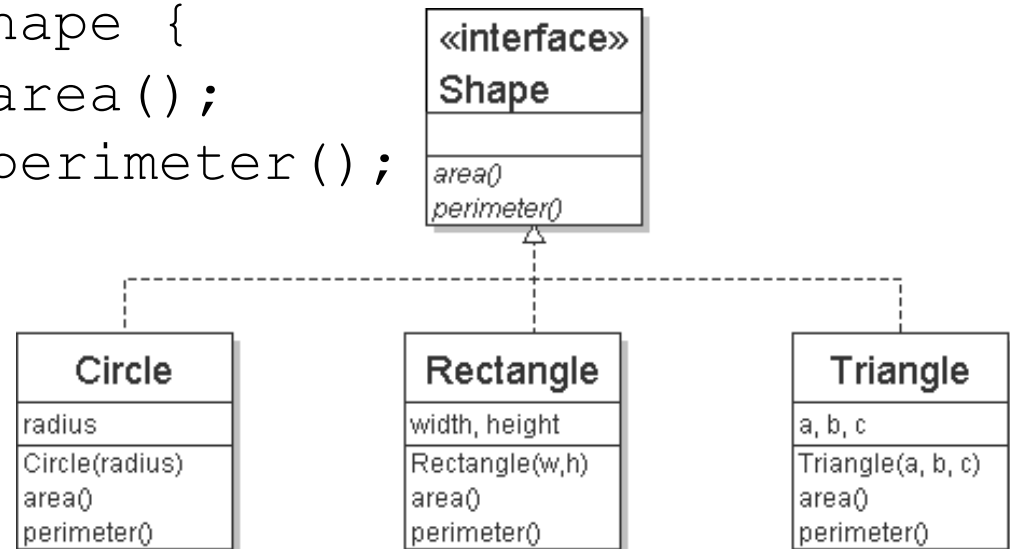 hape {
area();
perimeter();
«interface»
Shape
area()
perimeter()
Circle
radius
Circle(radius)
area()
perimeter()
Rectangle
width, height
Rectangle(w,h)
area()
perimeter()
Triangle
a, b, c
Triangle(a, b, c)
area()
perimeter()